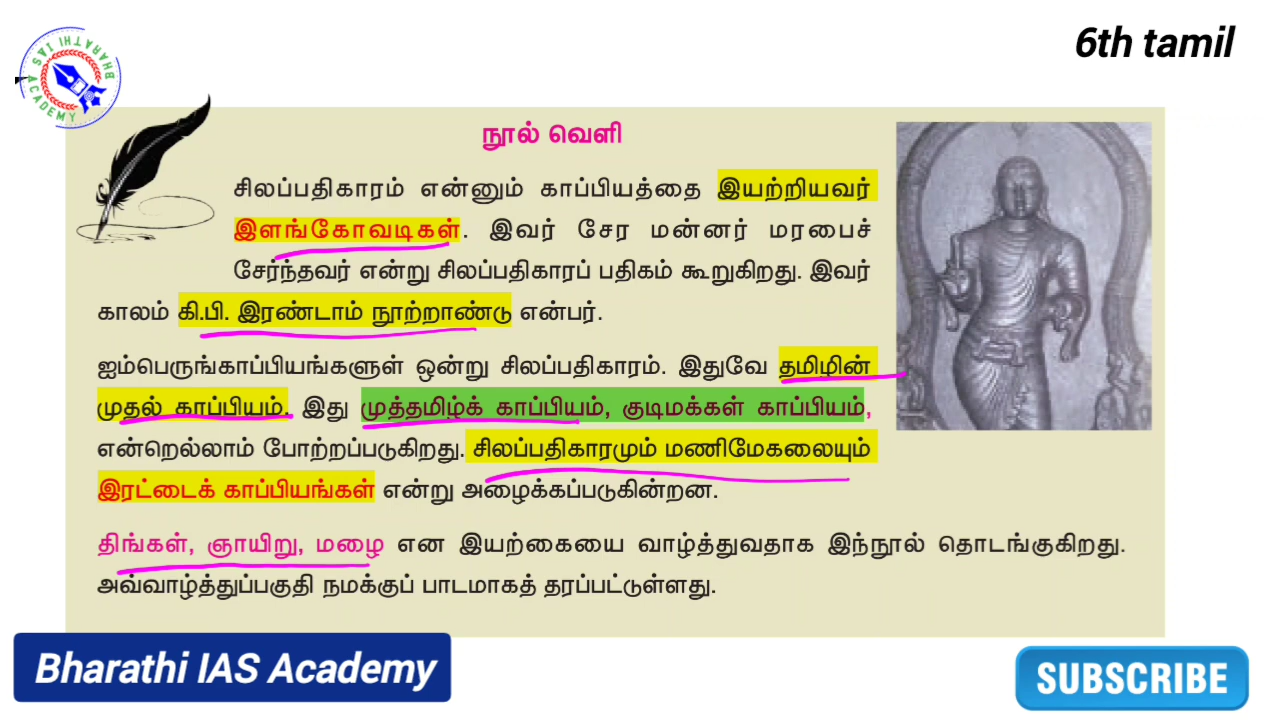 BHARATHI IAS ACADEMY
6th tamil
நூல் வெளி
சிலப்பதிகாரம் என்னும் காப்பியத்தை இயற்றியவர்
இளங்கோவடிகள். இவர் சேர மன்னர் மரபைச்
சேர்ந்தவர் என்று சிலப்பதிகாரப் பதிகம் கூறுகிறது. இவர்
காலம் கி.பி. இரண்டாம் நூற்றாண்டு என்பர்.
ஐம்பெருங்காப்பியங்களுள் ஒன்று சிலப்பதிகாரம். இதுவே தமிழின்
முதல் காப்பியம். இது முத்தமிழ்க் காப்பியம், குடிமக்கள் காப்பியம்,
என்றெல்லாம் போற்றப்படுகிறது. சிலப்பதிகாரமும் மணிமேகலையும்
இரட்டைக் காப்பியங்கள் என்று அழைக்கப்படுகின்றன.
திங்கள், ஞாயிறு, மழை என இயற்கையை வாழ்த்துவதாக இந்நூல் தொடங்குகிறது.
அவ்வாழ்த்துப்பகுதி நமக்குப் பாடமாகத் தரப்பட்டுள்ளது.
Bharathi IAS Academy
SUBSCRIBE